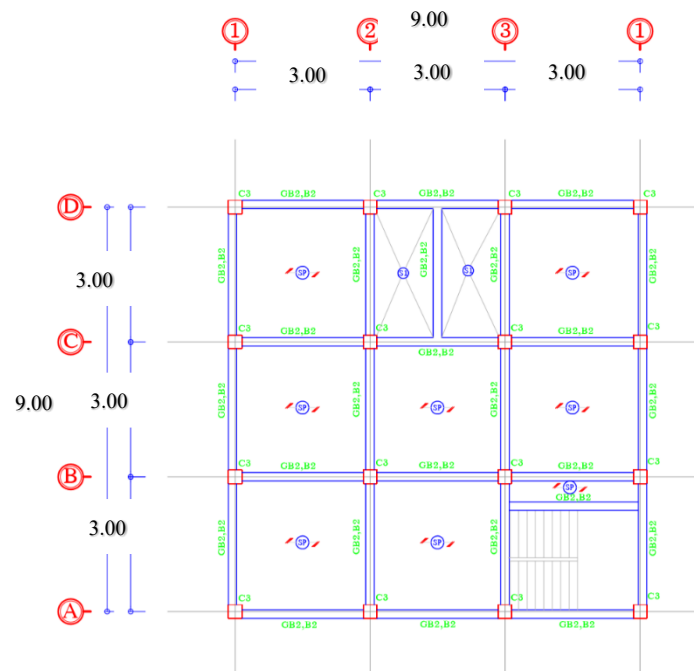 9.00
1 2 3 1
3.00 3.00 3.00
C3 GB2,B2 C3 GB2,B2 C3 GB2,B2 C3
D
GB2,B2 GB2,B2 GB2,B2 GB2,B2 GB2,B2
SP S1 S1 SP
3.00
C3 GB2,B2 C3 C3 GB2,B2 C3
C
GB2,B2
9.00 3.00
GB2,B2 GB2,B2 GB2,B2 GB2,B2
SP SP SP
C3 GB2,B2 C3 GB2,B2 C3 C3
B
SP
GB2,B2
3.00
GB2,B2 GB2,B2 GB2,B2 GB2,B2
SP SP
C3 C3 C3 C3
A
GB2,B2 GB2,B2 GB2,B2